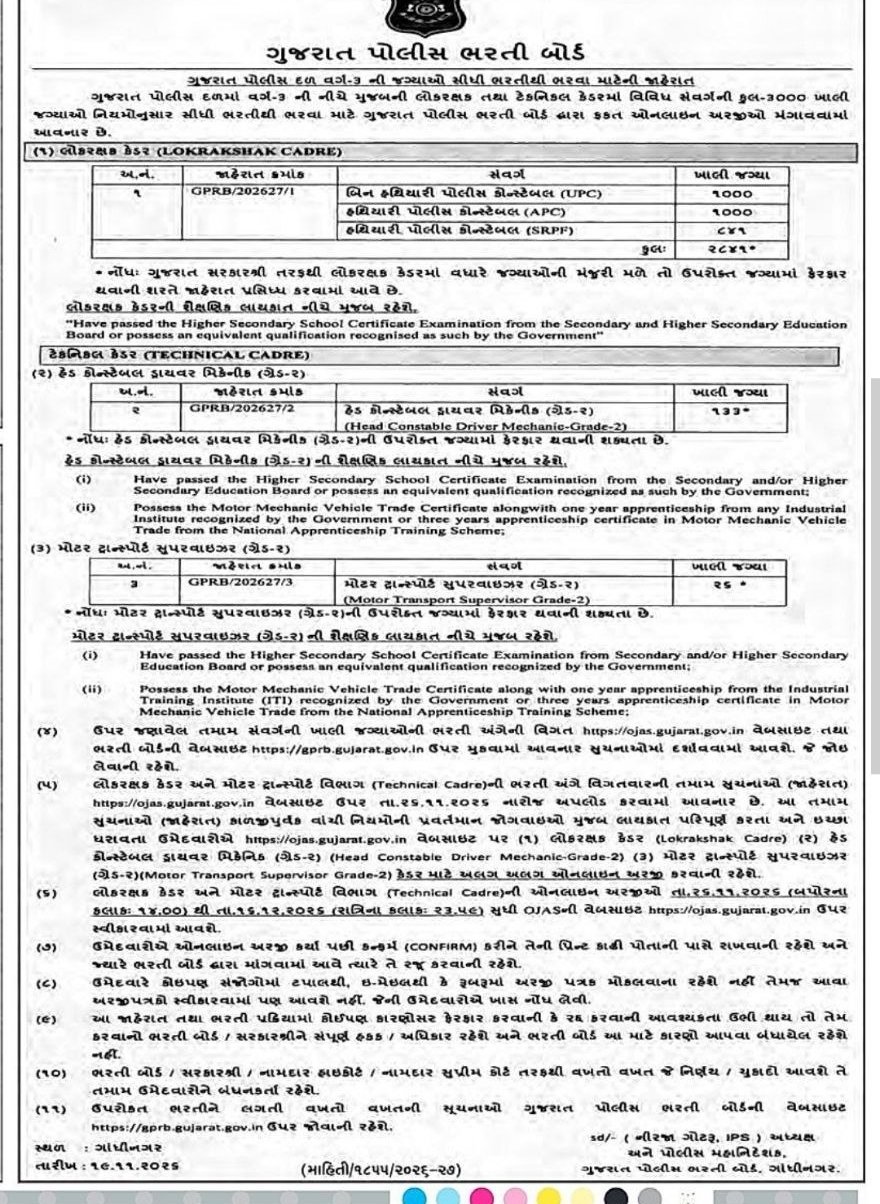 ગુજરાત પોલીસ ભરતી બોર્ડ
ગુજરાત પોલીસ દળ વર્ગ-૩ ની જગ્યાઓ સીધી ભરતીથી ભરવા માટેની જાહેરાત
ગુજરાત પોલીસ દળમાં વર્ગ-૩ ની નીચે મુજબની લોકરક્ષક તથા ટેકનિકલ કેડરમાં વિવિધ સંવર્ગની કુલ-૩૦૦૦ ખાલી
જગ્યાઓ નિયમોનુસાર સીધી ભરતીથી ભરવા માટે ગુજરાત પોલીસ ભરતી બોર્ડ દ્વારા ફક્ત ઓનલાઇન અરજીઓ મંગાવવામાં
આવનાર છે.
(૧) લોકરક્ષક કેડર (LOKRAKSHAK CADRE)
અ.નં. જાહેરાત ક્રમાંક સંવર્ગ ખાલી જગ્યા
૧ GPRB/202627/1 બિન હથિયારી પોલીસ કોન્સ્ટેબલ (UPC) ૧૦૦૦
હથિયારી પોલીસ કોન્સ્ટેબલ (APC) ૧૦૦૦
હથિયારી પોલીસ કોન્સ્ટેબલ (SRPF) ૮૪૧
કુલઃ ૨૮૪૧*
* નોંધઃ ગુજરાત સરકારશ્રી તરફથી લોકરક્ષક કેડરમાં વધારે જગ્યાઓની મંજુરી મળે તો ઉપરોક્ત જગ્યામાં ફેરફાર
થવાની શરતે જાહેરાત પ્રસિધ્ધ કરવામાં આવે છે.
લોકરક્ષક કેડરની શૈક્ષણિક લાયકાત નીચે મુજબ રહેશે.
"Have passed the Higher Secondary School Certificate Examination from the Secondary and Higher Secondary Education
Board or possess an equivalent qualification recognised as such by the Government"
ટેકનિકલ કેડર (TECHNICAL CADRE)
(૨) હેડ કોન્સ્ટેબલ ડ્રાયવર મિકેનીક (ગ્રેડ-૨)
અ.નં. જાહેરાત ક્રમાંક સંવર્ગ ખાલી જગ્યા
૨ GPRB/202627/2 હેડ કોન્સ્ટેબલ ડ્રાયવર મિકેનીક (ગ્રેડ-૨) ૧૩૩*
(Head Constable Driver Mechanic-Grade-2)
* નોંધઃ હેડ કોન્સ્ટેબલ ડ્રાયવર મિકેનીક (ગ્રેડ-૨)ની ઉપરોક્ત જગ્યામાં ફેરફાર થવાની શક્યતા છે.
હેડ કોન્સ્ટેબલ ડ્રાયવર મિકેનીક (ગ્રેડ-૨) ની શૈક્ષણિક લાયકાત નીચે મુજબ રહેશે.
(i) Have passed the Higher Secondary School Certificate Examination from the Secondary and/or Higher
Secondary Education Board or possess an equivalent qualification recognized as such by the Government;
(ii) Possess the Motor Mechanic Vehicle Trade Certificate alongwith one year apprenticeship from any Industrial
Institute recognized by the Government or three years apprenticeship certificate in Motor Mechanic Vehicle
Trade from the National Apprenticeship Training Scheme;
(૩) મોટર ટ્રાન્સ્પોર્ટ સુપરવાઇઝર (ગ્રેડ-૨)
અ.નં. જાહેરાત ક્રમાંક સંવર્ગ ખાલી જગ્યા
૩ GPRB/202627/3 મોટર ટ્રાન્સ્પોર્ટ સુપરવાઇઝર (ગ્રેડ-૨) ૨૬ *
(Motor Transport Supervisor Grade-2)
* નોંધઃ મોટર ટ્રાન્સ્પોર્ટ સુપરવાઇઝર (ગ્રેડ-૨)ની ઉપરોક્ત જગ્યામાં ફેરફાર થવાની શક્યતા છે.
મોટર ટ્રાન્સ્પોર્ટ સુપરવાઇઝર (ગ્રેડ-૨) ની શૈક્ષણિક લાયકાત નીચે મુજબ રહેશે.
(i) Have passed the Higher Secondary School Certificate Examination from Secondary and/or Higher Secondary
Education Board or possess an equivalent qualification recognized by the Government;
(ii) Possess the Motor Mechanic Vehicle Trade Certificate along with one year apprenticeship from the Industrial
Training Institute (ITI) recognized by the Government or three years apprenticeship certificate in Motor
Mechanic Vehicle Trade from the National Apprenticeship Training Scheme;
(૪) ઉપર જણાવેલ તમામ સંવર્ગની ખાલી જગ્યાઓની ભરતી અંગેની વિગત https://ojas.gujarat.gov.in વેબસાઇટ તથા
ભરતી બોર્ડની વેબસાઇટ https://gprb.gujarat.gov.in ઉપર મુકવામાં આવનાર સુચનાઓમાં દર્શાવવામાં આવશે. જે જોઇ
લેવાની રહેશે.
(૫) લોકરક્ષક કેડર અને મોટર ટ્રાન્સ્પોર્ટ વિભાગ (Technical Cadre)ની ભરતી અંગે વિગતવારની તમામ સુચનાઓ (જાહેરાત)
https://ojas.gujarat.gov.in વેબસાઇટ ઉપર તા.૨૬.૧૧.૨૦૨૬ નારોજ અપલોડ કરવામાં આવનાર છે. આ તમામ
સુચનાઓ (જાહેરાત) કાળજીપુર્વક વાંચી નિયમોની પ્રવર્તમાન જોગવાઇઓ મુજબ લાયકાત પરિપૂર્ણ કરતા અને ઇચ્છા
ધરાવતા ઉમેદવારોએ https://ojas.gujarat.gov.in વેબસાઇટ પર (૧) લોકરક્ષક કેડર (Lokrakshak Cadre) (૨) હેડ
કોન્સ્ટેબલ ડ્રાયવર મિકેનિક (ગ્રેડ-૨) (Head Constable Driver Mechanic-Grade-2) (૩) મોટર ટ્રાન્સ્પોર્ટ સુપરવાઇઝર
(ગ્રેડ-૨)(Motor Transport Supervisor Grade-2) કેડર માટે અલગ અલગ ઓનલાઇન અરજી કરવાની રહેશે.
(૬) લોકરક્ષક કેડર અને મોટર ટ્રાન્સ્પોર્ટ વિભાગ (Technical Cadre)ની ઓનલાઇન અરજીઓ તા.૨૬.૧૧.૨૦૨૬ (બપોરના
કલાકઃ ૧૪.૦૦) થી તા.૧૬.૧૨.૨૦૨૬ (રાત્રિના કલાકઃ ૨૩.૫૯) સુધી OJASની વેબસાઇટ https://ojas.gujarat.gov.in ઉપર
સ્વીકારવામાં આવશે.
(૭) ઉમેદવારોએ ઓનલાઇન અરજી કર્યા પછી કન્ફર્મ (CONFIRM) કરીને તેની પ્રિન્ટ કાઢી પોતાની પાસે રાખવાની રહેશે અને
જ્યારે ભરતી બોર્ડ દ્વારા માંગવામાં આવે ત્યારે તે રજૂ કરવાની રહેશે.
(૮) ઉમેદવારે કોઇપણ સંજોગોમાં ટપાલથી, ઇ-મેઇલથી કે રૂબરૂમાં અરજી પત્રક મોકલવાના રહેશે નહીં તેમજ આવા
અરજીપત્રકો સ્વીકારવામાં પણ આવશે નહીં. જેની ઉમેદવારોએ ખાસ નોંધ લેવી.
(૯) આ જાહેરાત તથા ભરતી પ્રક્રિયામાં કોઈપણ કારણોસર ફેરફાર કરવાની કે રદ્દ કરવાની આવશ્યકતા ઉભી થાય તો તેમ
કરવાનો ભરતી બોર્ડ / સરકારશ્રીને સંપૂર્ણ હક્ક / અધિકાર રહેશે અને ભરતી બોર્ડ આ માટે કારણો આપવા બંધાયેલ રહેશે
નહીં.
(૧૦) ભરતી બોર્ડ / સરકારશ્રી / નામદાર હાઇકોર્ટ / નામદાર સુપ્રીમ કોર્ટ તરફથી વખતો વખત જે નિર્ણય / ચુકાદો આવશે તે
તમામ ઉમેદવારોને બંધનકર્તા રહેશે.
(૧૧) ઉપરોક્ત ભરતીને લગતી વખતો વખતની સૂચનાઓ ગુજરાત પોલીસ ભરતી બોર્ડની વેબસાઇટ
https://gprb.gujarat.gov.in ઉપર જોવાની રહેશે.
sd/- ( નીરજા ગોટરૂ, IPS ) અધ્યક્ષ
સ્થળ : ગાંધીનગર
અને પોલીસ મહાનિદેશક,
તારીખ : ૧૯.૧૧.૨૦૨૬
(માહિતી/૧૮૫૫/૨૦૨૬-૨૭)
ગુજરાત પોલીસ ભરતી બોર્ડ, ગાંધીનગર.